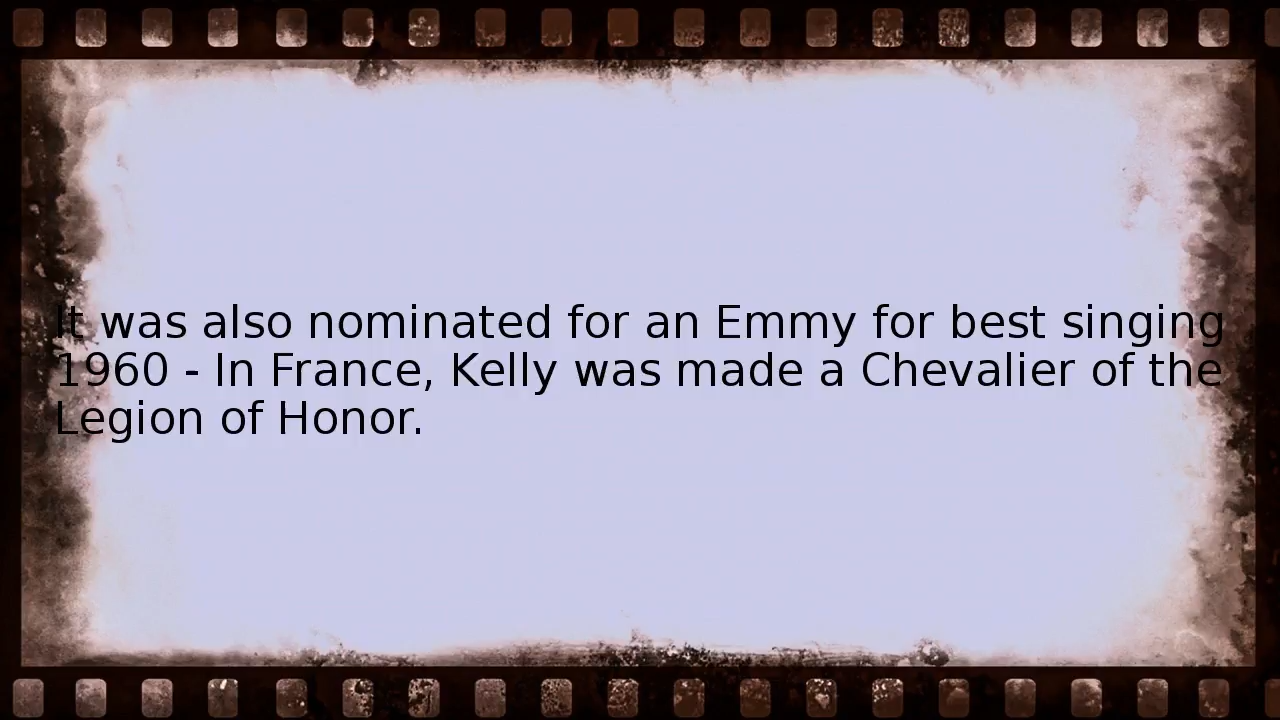 It was also nominated for an Emmy for best singing
1960 - In France, Kelly was made a Chevalier of the
Legion of Honor.